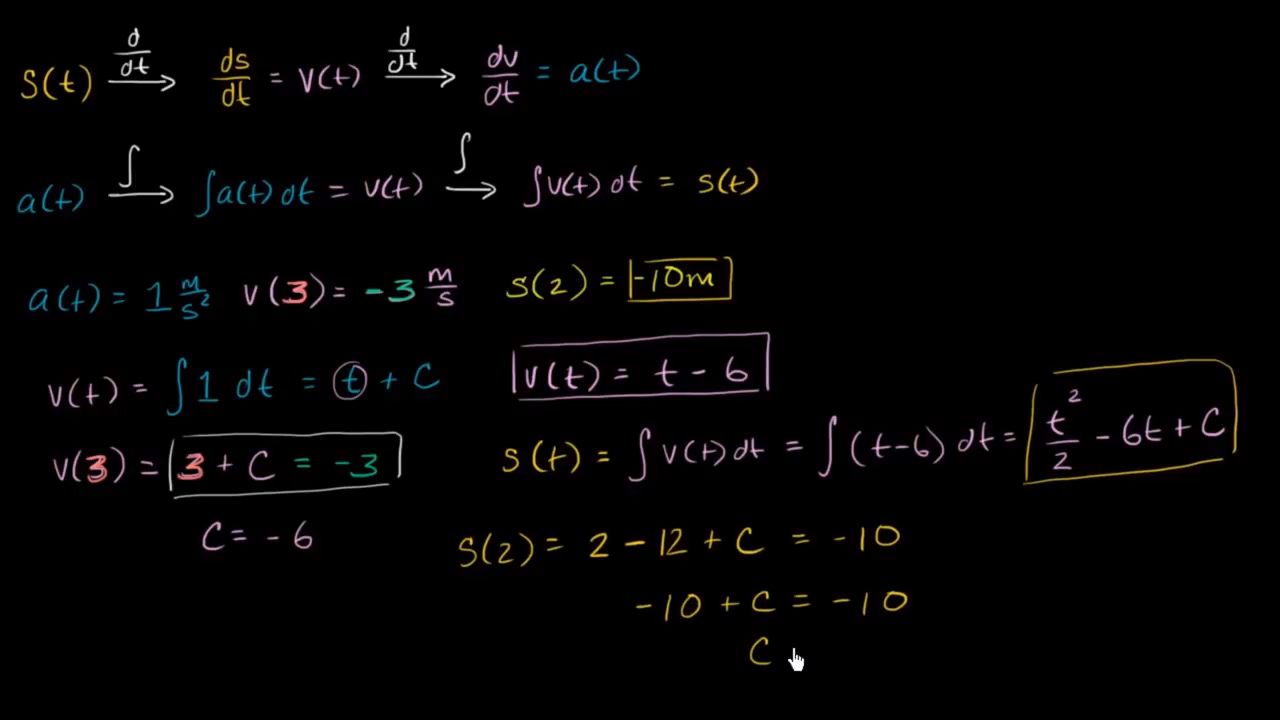 S(t) d/dt → ds/dt = v(t) d/dt → dv/dt = a(t)
a(t) ∫ → ∫a(t) dt = v(t) ∫ → ∫v(t) dt = s(t)
a(t) = 1 m/s² v(3) = -3 m/s s(2) = -10m
v(t) = ∫ 1 dt = t + C v(t) = t - 6
v(3) = 3 + C = -3 s(t) = ∫ v(t) dt = ∫ (t-6) dt = t²/2 - 6t + C
C = -6 S(2) = 2 - 12 + C = -10
-10 + C = -10
C